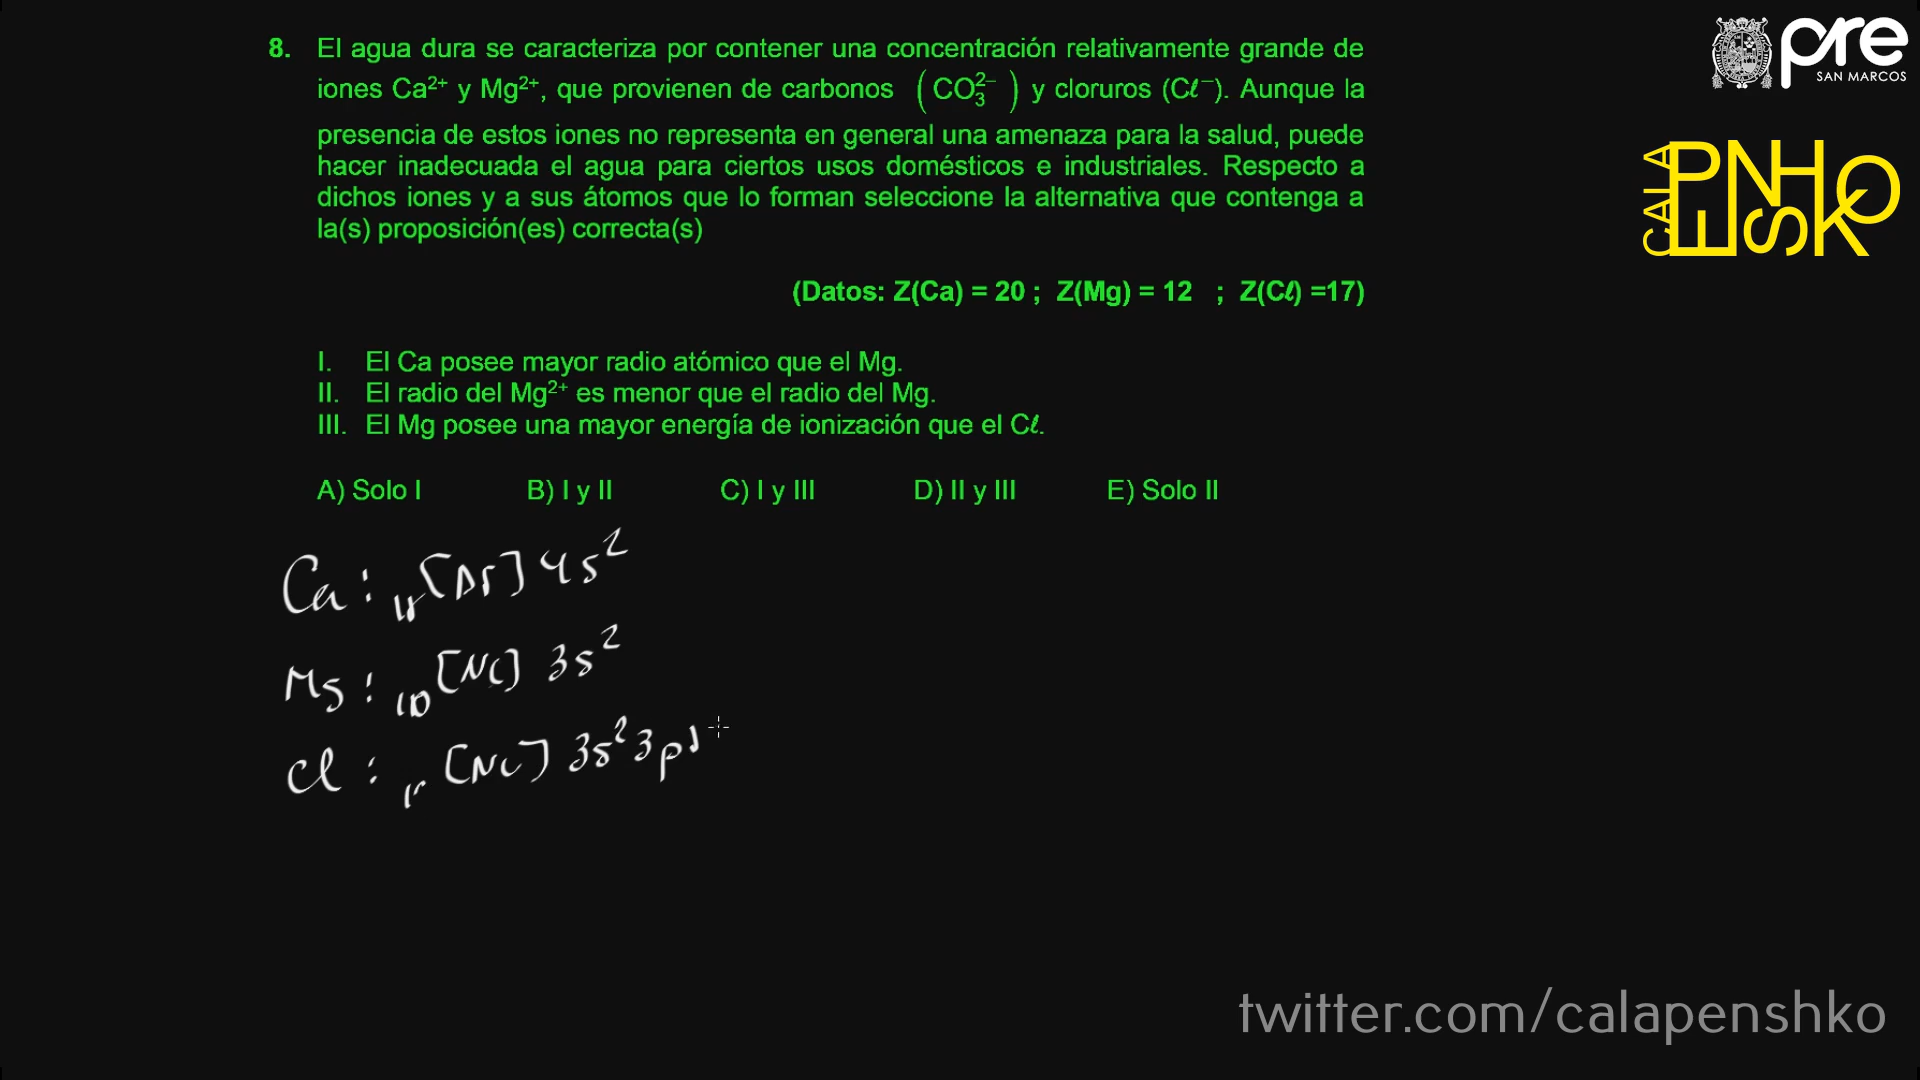 8. El agua dura se caracteriza por contener una concentración relativamente grande de
iones Ca²⁺ y Mg²⁺, que provienen de carbonos (CO₃²⁻) y cloruros (Cℓ⁻). Aunque la
presencia de estos iones no representa en general una amenaza para la salud, puede
hacer inadecuada el agua para ciertos usos domésticos e industriales. Respecto a
dichos iones y a sus átomos que lo forman seleccione la alternativa que contenga a
la(s) proposición(es) correcta(s)
(Datos: Z(Ca) = 20 ; Z(Mg) = 12 ; Z(Cℓ) =17)
I. El Ca posee mayor radio atómico que el Mg.
II. El radio del Mg²⁺ es menor que el radio del Mg.
III. El Mg posee una mayor energía de ionización que el Cℓ.
A) Solo I B) I y II C) I y III D) II y III E) Solo II
Ca : ₁₈[Ar] 4s²
Mg : ₁₀[Ne] 3s²
Cl : [Ne] 3s² 3p
pre
SAN MARCOS
CALA
PENSHKO
twitter.com/calapenshko